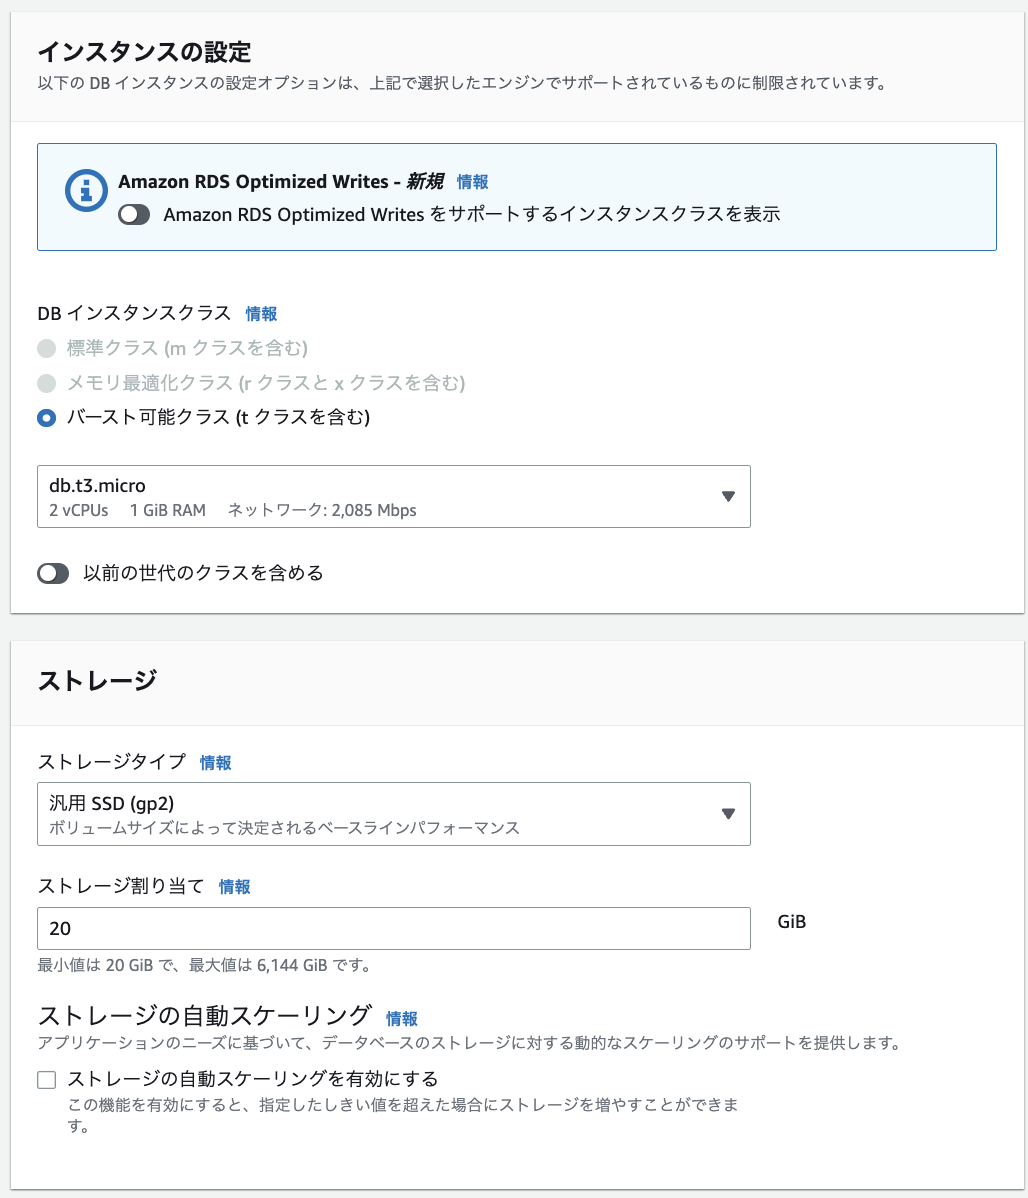 インスタンスの設定
以下の DB インスタンスの設定オプションは、上記で選択したエンジンでサポートされているものに制限されています。
Amazon RDS Optimized Writes - 新規 情報
Amazon RDS Optimized Writes をサポートするインスタンスクラスを表示
DB インスタンスクラス 情報
標準クラス (m クラスを含む)
メモリ最適化クラス (r クラスと x クラスを含む)
バースト可能クラス (t クラスを含む)
db.t3.micro
2 vCPUs 1 GiB RAM ネットワーク: 2,085 Mbps
以前の世代のクラスを含める
ストレージ
ストレージタイプ 情報
汎用 SSD (gp2)
ボリュームサイズによって決定されるベースラインパフォーマンス
ストレージ割り当て 情報
20 GiB
最小値は 20 GiB で、最大値は 6,144 GiB です。
ストレージの自動スケーリング 情報
アプリケーションのニーズに基づいて、データベースのストレージに対する動的なスケーリングのサポートを提供します。
ストレージの自動スケーリングを有効にする
この機能を有効にすると、指定したしきい値を超えた場合にストレージを増やすことができま
す。